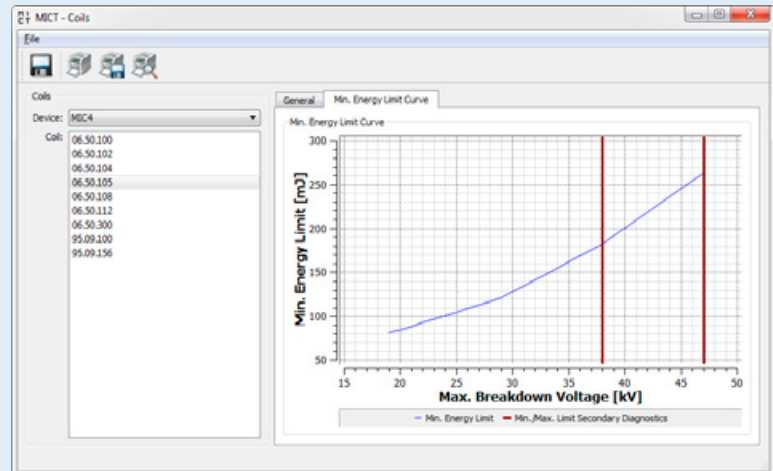 MICT - Coils
File
Coils
Device: MIC4
Coil: 06.50.100
06.50.102
06.50.104
06.50.105
06.50.108
06.50.112
06.50.300
95.09.100
95.09.156
General Min. Energy Limit Curve
Min. Energy Limit Curve
Min. Energy Limit [mJ]
300
250
200
150
100
50
15 20 25 30 35 40 45 50
Max. Breakdown Voltage [kV]
Min. Energy Limit Min./Max. Limit Secondary Diagnostics